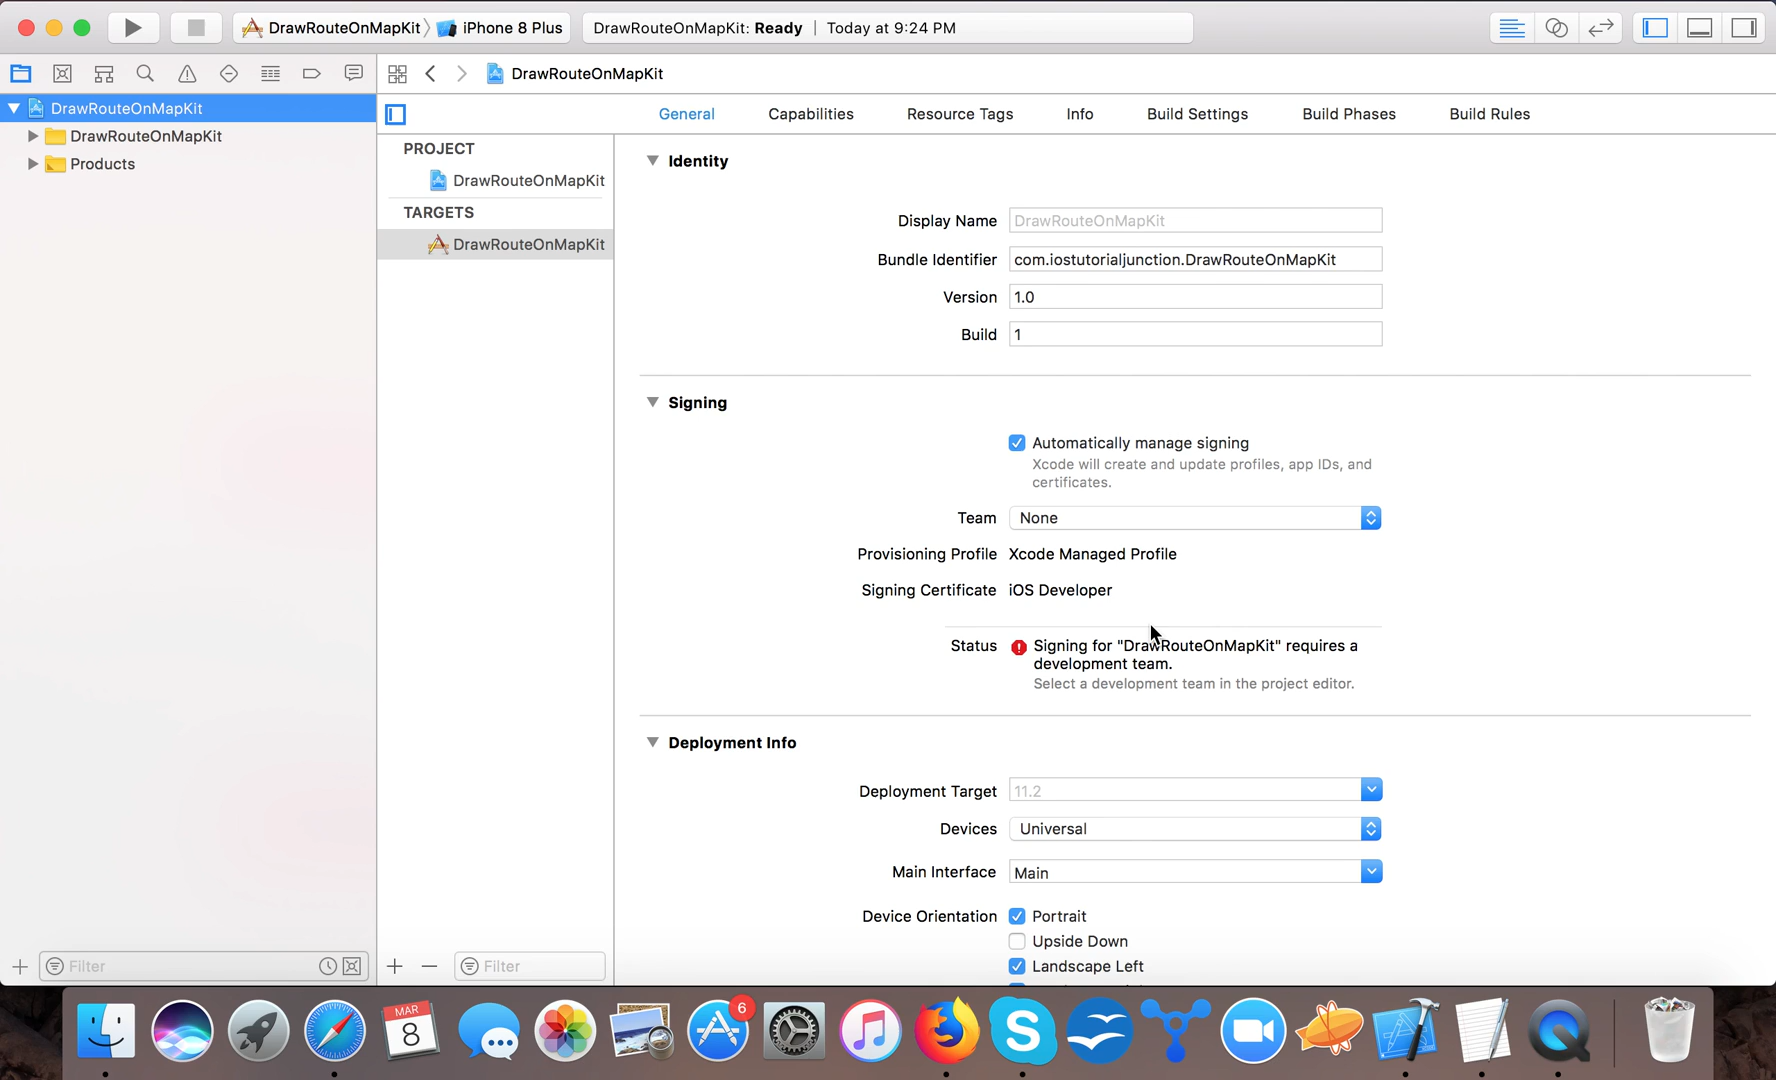 DrawRouteOnMapKit iPhone 8 Plus DrawRouteOnMapKit: Ready | Today at 9:24 PM
DrawRouteOnMapKit
DrawRouteOnMapKit
DrawRouteOnMapKit
Products
General Capabilities Resource Tags Info Build Settings Build Phases Build Rules
PROJECT
DrawRouteOnMapKit
TARGETS
DrawRouteOnMapKit
Identity
Display Name DrawRouteOnMapKit
Bundle Identifier com.iostutorialjunction.DrawRouteOnMapKit
Version 1.0
Build 1
Signing
Automatically manage signing
Xcode will create and update profiles, app IDs, and
certificates.
Team None
Provisioning Profile Xcode Managed Profile
Signing Certificate iOS Developer
Status Signing for "DrawRouteOnMapKit" requires a
development team.
Select a development team in the project editor.
Deployment Info
Deployment Target 11.2
Devices Universal
Main Interface Main
Device Orientation Portrait
Upside Down
Landscape Left
Filter
Filter
MAR
8
6